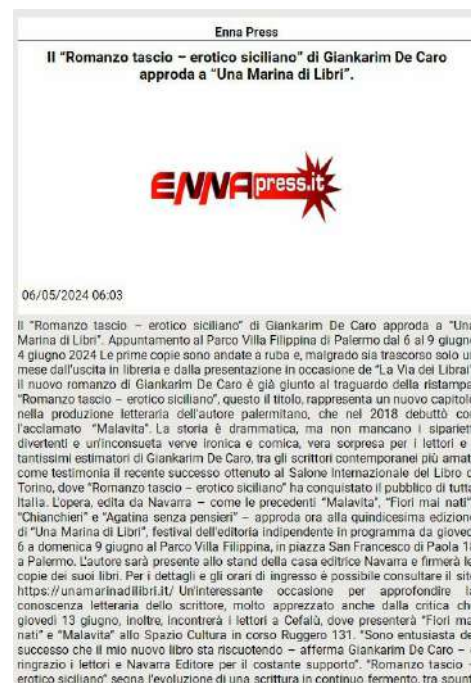 Enna Press
Il “Romanzo tascio – erotico siciliano” di Giankarim De Caro
approda a “Una Marina di Libri”.
ENNApress.it
06/05/2024 06:03
Il “Romanzo tascio – erotico siciliano” di Giankarim De Caro approda a “Una
Marina di Libri”. Appuntamento al Parco Villa Filippina di Palermo dal 6 al 9 giugno
4 giugno 2024 Le prime copie sono andate a ruba e, malgrado sia trascorso solo un
mese dall'uscita in libreria e dalla presentazione in occasione de “La Via dei Librai”
il nuovo romanzo di Giankarim De Caro è già giunto al traguardo della ristampa
“Romanzo tascio – erotico siciliano”, questo il titolo, rappresenta un nuovo capitolo
nella produzione letteraria dell'autore palermitano, che nel 2018 debuttò con
l'acclamato “Malavita”. La storia è drammatica, ma non mancano i siparietti
divertenti e un'inconsueta verve ironica e comica, vera sorpresa per i lettori e
tantissimi estimatori di Giankarim De Caro, tra gli scrittori contemporanei più amati
come testimonia il recente successo ottenuto al Salone Internazionale del Libro d
Torino, dove “Romanzo tascio – erotico siciliano” ha conquistato il pubblico di tutta
Italia. L'opera, edita da Navarra – come le precedenti “Malavita”, “Fiori mai nati”
“Chianchieri” e “Agatina senza pensieri” – approda ora alla quindicesima edizione
di “Una Marina di Libri”, festival dell'editoria indipendente in programma da giovedì
6 a domenica 9 giugno al Parco Villa Filippina, in piazza San Francesco di Paola 18
a Palermo. L'autore sarà presente allo stand della casa editrice Navarra e firmerà le
copie dei suoi libri. Per i dettagli e gli orari di ingresso è possibile consultare il sito
https://unamarinadilibri.it/ Un'interessante occasione per approfondire la
conoscenza letteraria dello scrittore, molto apprezzato anche dalla critica che
giovedì 13 giugno, inoltre, incontrerà i lettori a Cefalù, dove presenterà “Fiori mai
nati” e “Malavita” allo Spazio Cultura in corso Ruggero 131. “Sono entusiasta del
successo che il mio nuovo libro sta riscuotendo – afferma Giankarim De Caro – e
ringrazio i lettori e Navarra Editore per il costante supporto”. “Romanzo tascio –
erotico siciliano” segna l'evoluzione di una scrittura in continuo fermento, tra spunt